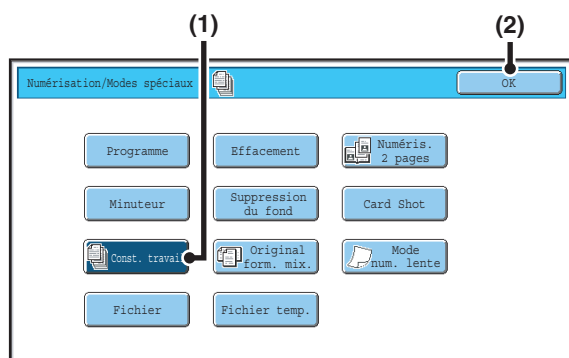 (1) (2)
Numérisation/Modes spéciaux OK
Programme Effacement Numéris.
2 pages
Minuteur Suppression
du fond Card Shot
Const. travail Original
form. mix. Mode
num. lente
Fichier Fichier temp.